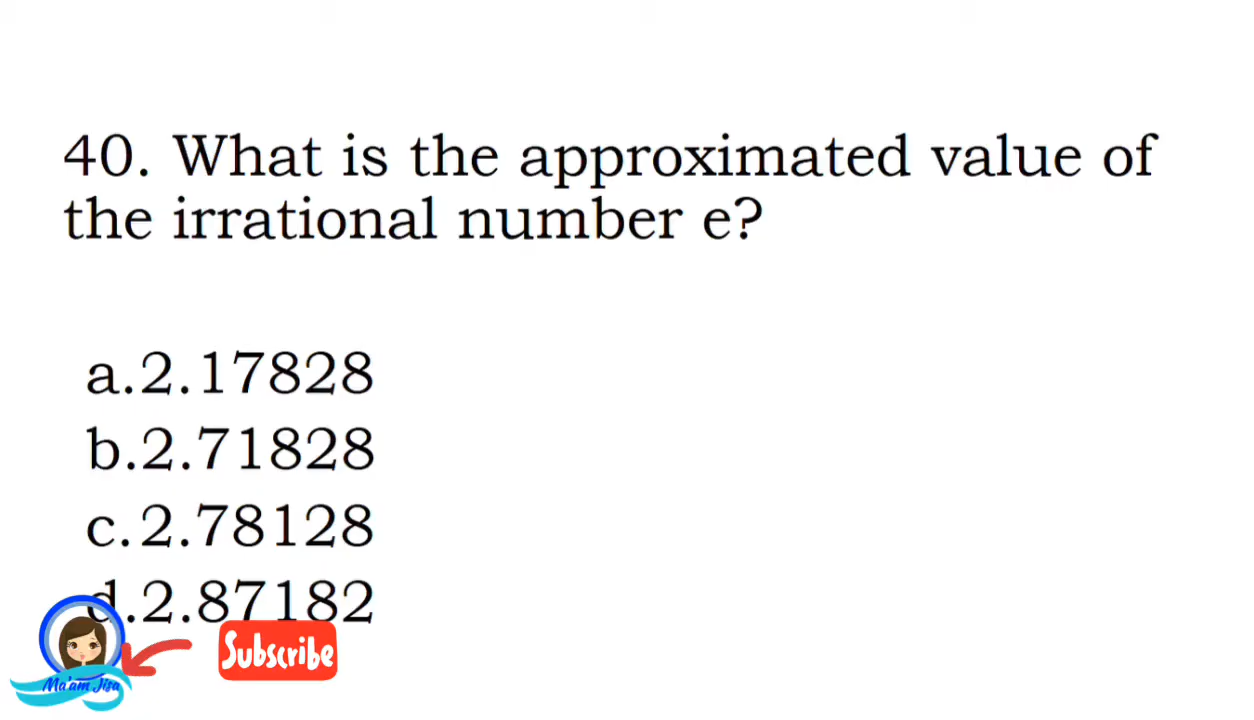 40. What is the approximated value of
the irrational number e?
a.2.17828
b.2.71828
c.2.78128
d.2.87182
Subscribe
Ma'am Jisa